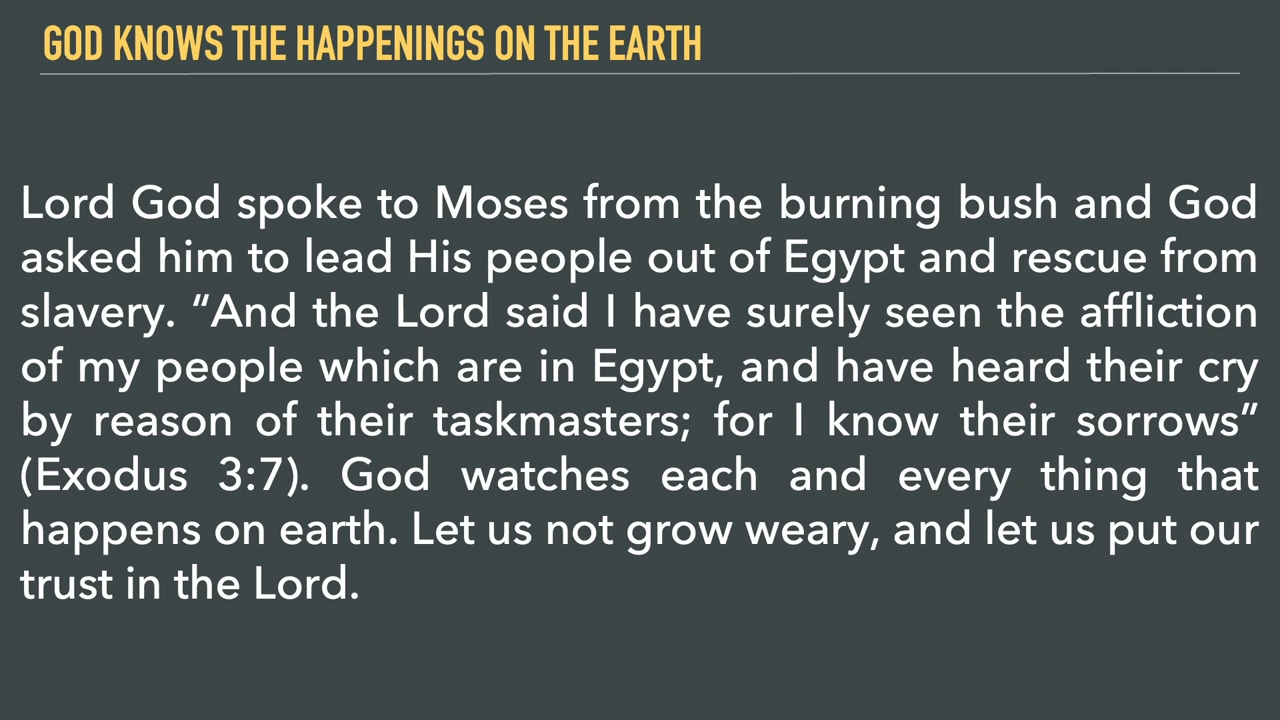 GOD KNOWS THE HAPPENINGS ON THE EARTH
Lord God spoke to Moses from the burning bush and God
asked him to lead His people out of Egypt and rescue from
slavery. “And the Lord said I have surely seen the affliction
of my people which are in Egypt, and have heard their cry
by reason of their taskmasters; for I know their sorrows”
(Exodus 3:7). God watches each and every thing that
happens on earth. Let us not grow weary, and let us put our
trust in the Lord.